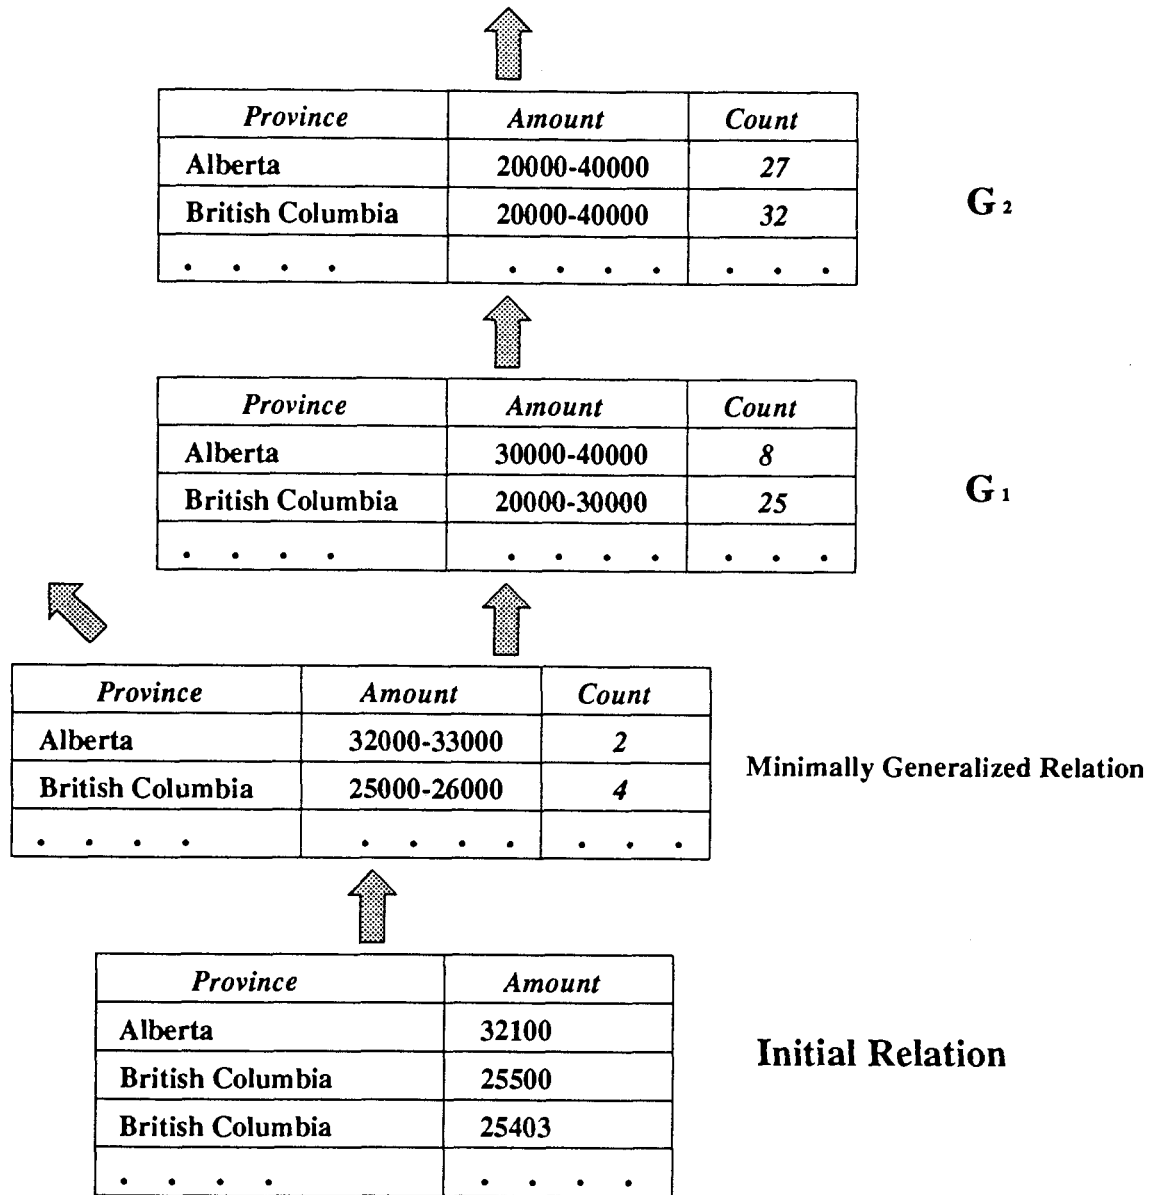 Province Amount Count
Alberta 20000-40000 27
British Columbia 20000-40000 32
. . . . . . . . . . .
G 2
Province Amount Count
Alberta 30000-40000 8
British Columbia 20000-30000 25
. . . . . . . . . . .
G 1
Province Amount Count
Alberta 32000-33000 2
British Columbia 25000-26000 4
. . . . . . . . . . .
Minimally Generalized Relation
Province Amount
Alberta 32100
British Columbia 25500
British Columbia 25403
. . . . . . . .
Initial Relation